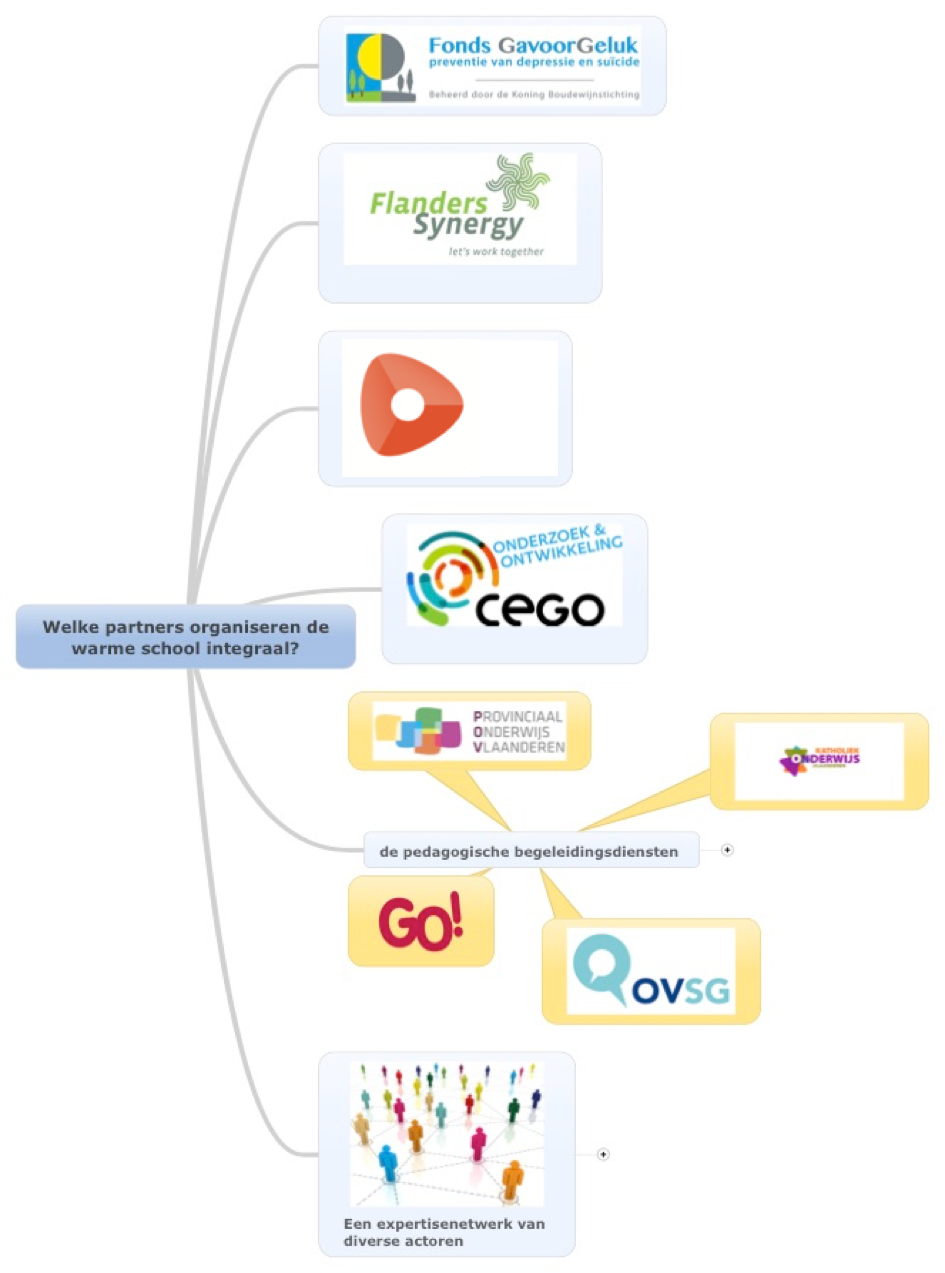 Fonds GavoorGeluk
preventie van depressie en suïcide
Beheerd door de Koning Boudewijnstichting
Flanders
Synergy
let's work together
ONDERZOEK &
ONTWIKKELING
CEGO
Welke partners organiseren de
warme school integraal?
PROVINCIAAL
ONDERWIJS
VLAANDEREN
KATHOLIEK
ONDERWIJS
VLAANDEREN
de pedagogische begeleidingsdiensten
GO!
OVSG
Een expertisenetwerk van
diverse actoren